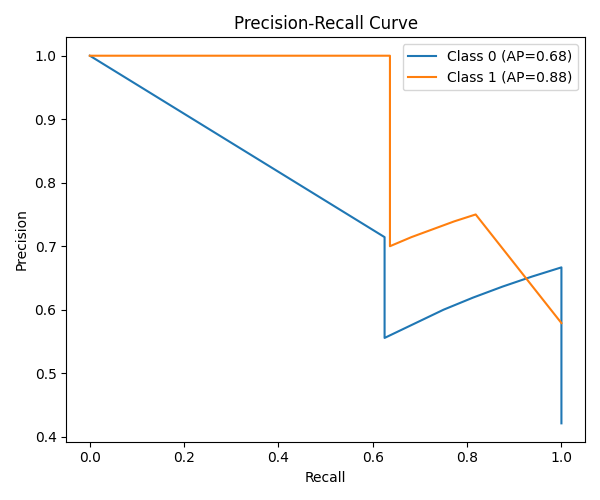 Precision-Recall Curve
Class 0 (AP=0.68)
Class 1 (AP=0.88)
Precision
1.0
0.9
0.8
0.7
0.6
0.5
0.4
0.0 0.2 0.4 0.6 0.8 1.0
Recall